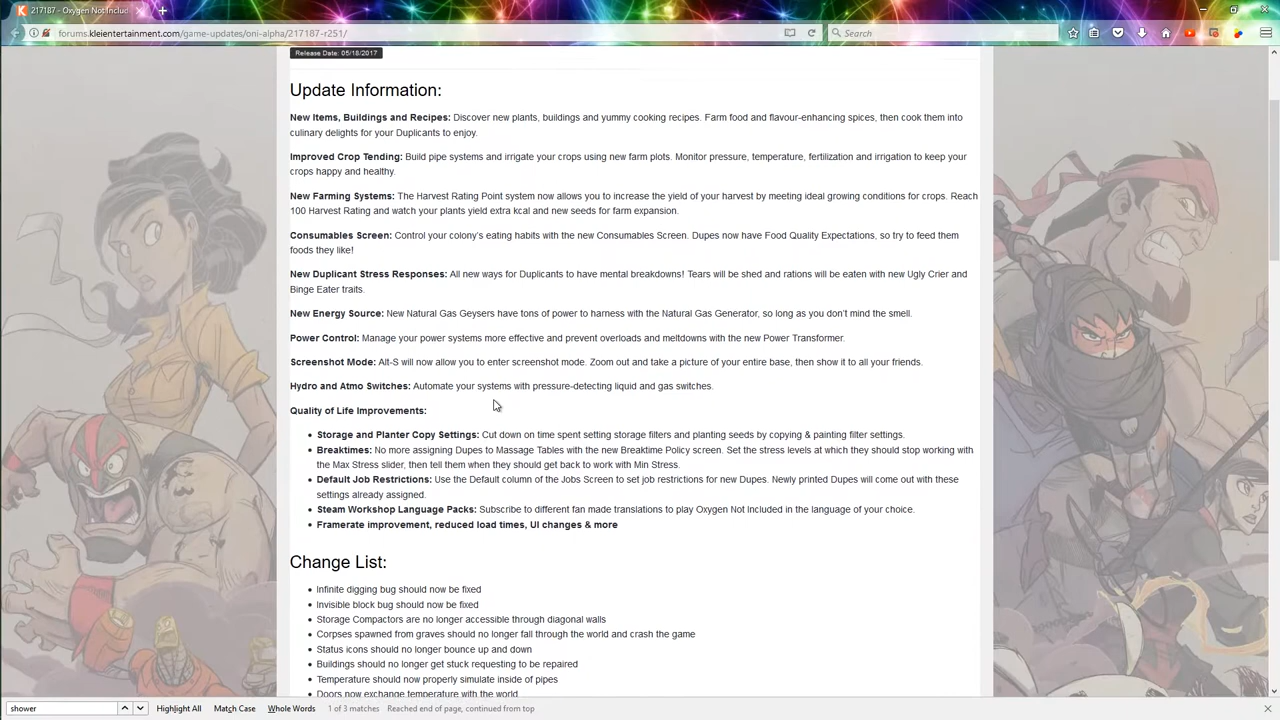 217187 - Oxygen Not Includ
forums.kleientertainment.com/game-updates/oni-alpha/217187-r251/
Search
Release Date: 05/18/2017
Update Information:
New Items, Buildings and Recipes: Discover new plants, buildings and yummy cooking recipes. Farm food and flavour-enhancing spices, then cook them into
culinary delights for your Duplicants to enjoy.
Improved Crop Tending: Build pipe systems and irrigate your crops using new farm plots. Monitor pressure, temperature, fertilization and irrigation to keep your
crops happy and healthy.
New Farming Systems: The Harvest Rating Point system now allows you to increase the yield of your harvest by meeting ideal growing conditions for crops. Reach
100 Harvest Rating and watch your plants yield extra kcal and new seeds for farm expansion.
Consumables Screen: Control your colony's eating habits with the new Consumables Screen. Dupes now have Food Quality Expectations, so try to feed them
foods they like!
New Duplicant Stress Responses: All new ways for Duplicants to have mental breakdowns! Tears will be shed and rations will be eaten with new Ugly Crier and
Binge Eater traits.
New Energy Source: New Natural Gas Geysers have tons of power to harness with the Natural Gas Generator, so long as you don't mind the smell.
Power Control: Manage your power systems more effective and prevent overloads and meltdowns with the new Power Transformer.
Screenshot Mode: Alt-S will now allow you to enter screenshot mode. Zoom out and take a picture of your entire base, then show it to all your friends.
Hydro and Atmo Switches: Automate your systems with pressure-detecting liquid and gas switches.
Quality of Life Improvements:
• Storage and Planter Copy Settings: Cut down on time spent setting storage filters and planting seeds by copying & painting filter settings.
• Breaktimes: No more assigning Dupes to Massage Tables with the new Breaktime Policy screen. Set the stress levels at which they should stop working with
the Max Stress slider, then tell them when they should get back to work with Min Stress.
• Default Job Restrictions: Use the Default column of the Jobs Screen to set job restrictions for new Dupes. Newly printed Dupes will come out with these
settings already assigned.
• Steam Workshop Language Packs: Subscribe to different fan made translations to play Oxygen Not Included in the language of your choice.
• Framerate improvement, reduced load times, UI changes & more
Change List:
• Infinite digging bug should now be fixed
• Invisible block bug should now be fixed
• Storage Compactors are no longer accessible through diagonal walls
• Corpses spawned from graves should no longer fall through the world and crash the game
• Status icons should no longer bounce up and down
• Buildings should no longer get stuck requesting to be repaired
• Temperature should now properly simulate inside of pipes
• Doors now exchange temperature with the world
shower Highlight All Match Case Whole Words 1 of 3 matches Reached end of page, continued from top